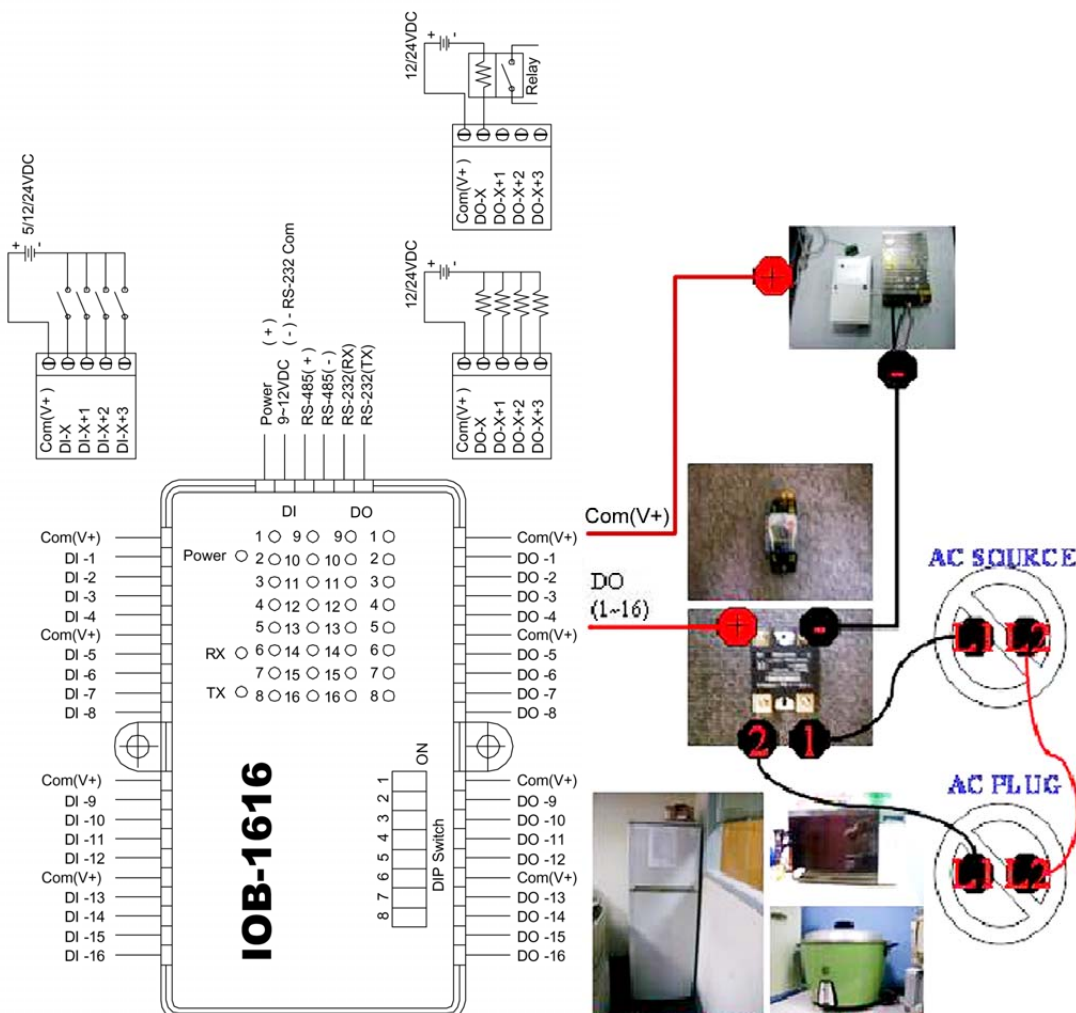 12/24VDC
+ -
Relay
Com(V+)
DO-X
DO-X+1
DO-X+2
DO-X+3
5/12/24VDC
+ -
Com(V+)
DI-X
DI-X+1
DI-X+2
DI-X+3
12/24VDC
+ -
Com(V+)
DO-X
DO-X+1
DO-X+2
DO-X+3
Power (+)
9~12VDC (-) - RS-232 Com
RS-485(+)
RS-485(-)
RS-232(RX)
RS-232(TX)
Com(V+)
DI -1
DI -2
DI -3
DI -4
Com(V+)
DI -5
DI -6
DI -7
DI -8
Com(V+)
DI -9
DI -10
DI -11
DI -12
Com(V+)
DI -13
DI -14
DI -15
DI -16
DI DO
1 9 9 1
Power 2 10 10 2
3 11 11 3
4 12 12 4
5 13 13 5
RX 6 14 14 6
7 15 15 7
TX 8 16 16 8
IOB-1616
ON
1
2
3
4
5
6
7
8
DIP Switch
Com(V+)
DO -1
DO -2
DO -3
DO -4
Com(V+)
DO -5
DO -6
DO -7
DO -8
Com(V+)
DO -9
DO -10
DO -11
DO -12
Com(V+)
DO -13
DO -14
DO -15
DO -16
+
-
Com(V+)
DO
(1~16)
+ -
2 1
AC SOURCE
L1 L2
AC PLUG
L1 L2